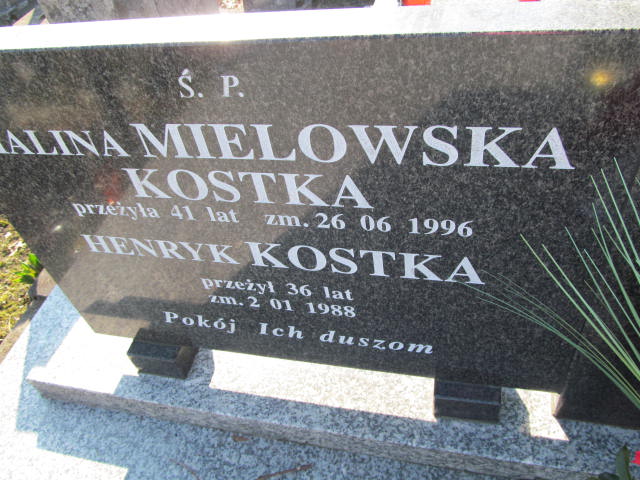 Ś. P.
HALINA MIELOWSKA
KOSTKA
przeżyła 41 lat zm. 26 06 1996
HENRYK KOSTKA
przeżył 36 lat
zm. 2 01 1988
Pokój Ich duszom